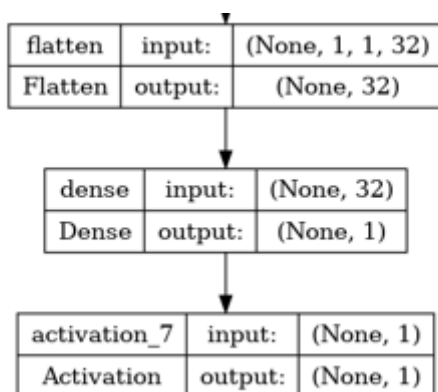 flatten input: (None, 1, 1, 32)
Flatten output: (None, 32)
dense input: (None, 32)
Dense output: (None, 1)
activation_7 input: (None, 1)
Activation output: (None, 1)